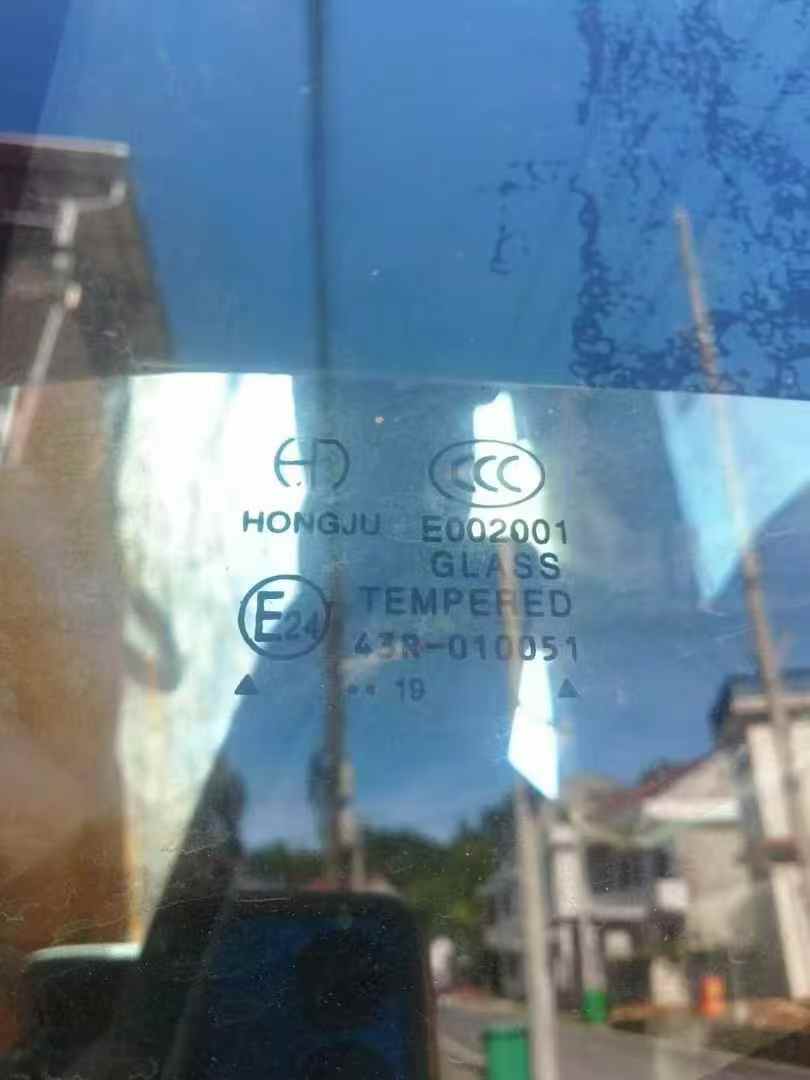 CCC
HONGJU E002001
GLASS
E24 TEMPERED
43R-010051
•• 19